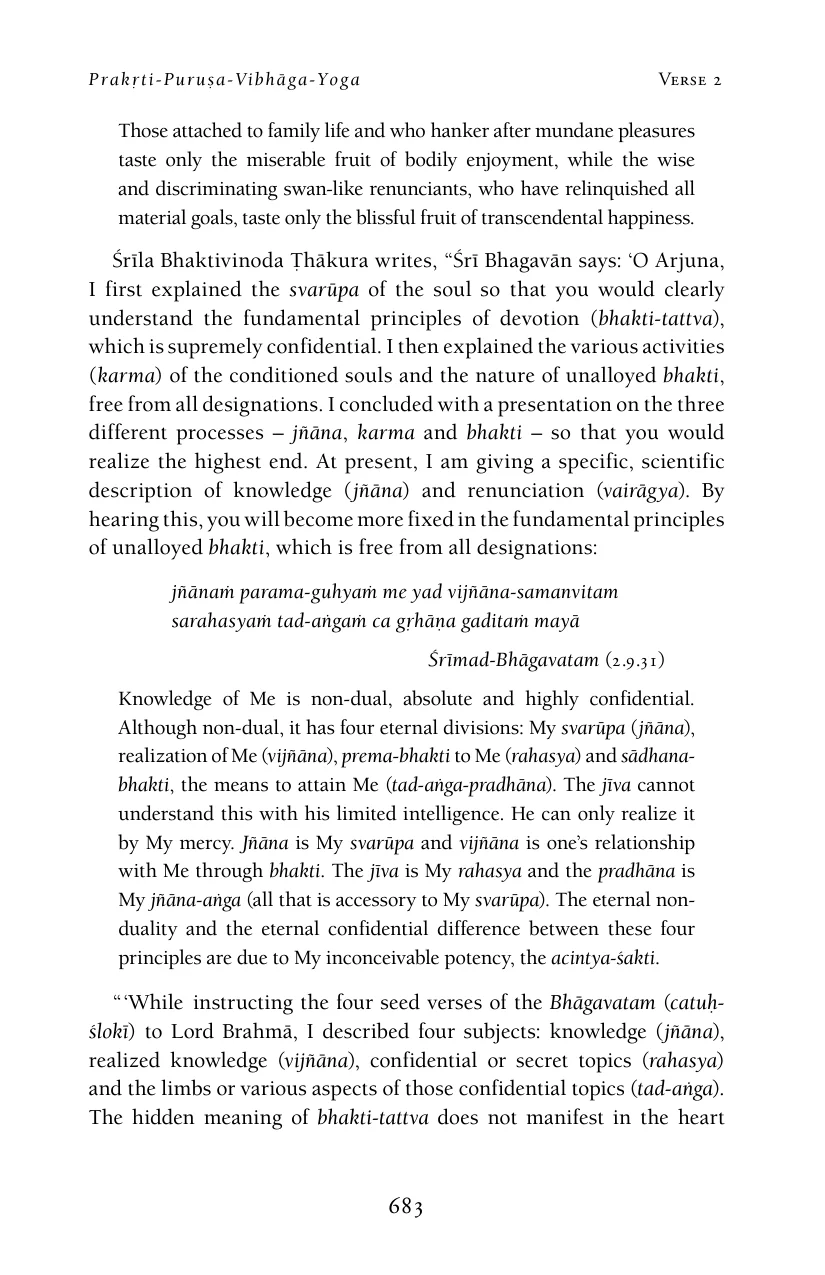 Prakṛti-Puruṣa-Vibhāga-Yoga Verse 2
Those attached to family life and who hanker after mundane pleasures
taste only the miserable fruit of bodily enjoyment, while the wise
and discriminating swan-like renunciants, who have relinquished all
material goals, taste only the blissful fruit of transcendental happiness.
Śrīla Bhaktivinoda Ṭhākura writes, “Śrī Bhagavān says: ‘O Arjuna,
I first explained the svarūpa of the soul so that you would clearly
understand the fundamental principles of devotion (bhakti-tattva),
which is supremely confidential. I then explained the various activities
(karma) of the conditioned souls and the nature of unalloyed bhakti,
free from all designations. I concluded with a presentation on the three
different processes – jñāna, karma and bhakti – so that you would
realize the highest end. At present, I am giving a specific, scientific
description of knowledge (jñāna) and renunciation (vairāgya). By
hearing this, you will become more fixed in the fundamental principles
of unalloyed bhakti, which is free from all designations:
jñānaṁ parama-guhyaṁ me yad vijñāna-samanvitam
sarahasyaṁ tad-aṅgaṁ ca gṛhāṇa gaditaṁ mayā
Śrīmad-Bhāgavatam (2.9.31)
Knowledge of Me is non-dual, absolute and highly confidential.
Although non-dual, it has four eternal divisions: My svarūpa (jñāna),
realization of Me (vijñāna), prema-bhakti to Me (rahasya) and sādhana-
bhakti, the means to attain Me (tad-aṅga-pradhāna). The jīva cannot
understand this with his limited intelligence. He can only realize it
by My mercy. Jñāna is My svarūpa and vijñāna is one’s relationship
with Me through bhakti. The jīva is My rahasya and the pradhāna is
My jñāna-aṅga (all that is accessory to My svarūpa). The eternal non-
duality and the eternal confidential difference between these four
principles are due to My inconceivable potency, the acintya-śakti.
“ ‘While instructing the four seed verses of the Bhāgavatam (catuḥ-
ślokī) to Lord Brahmā, I described four subjects: knowledge (jñāna),
realized knowledge (vijñāna), confidential or secret topics (rahasya)
and the limbs or various aspects of those confidential topics (tad-aṅga).
The hidden meaning of bhakti-tattva does not manifest in the heart
683